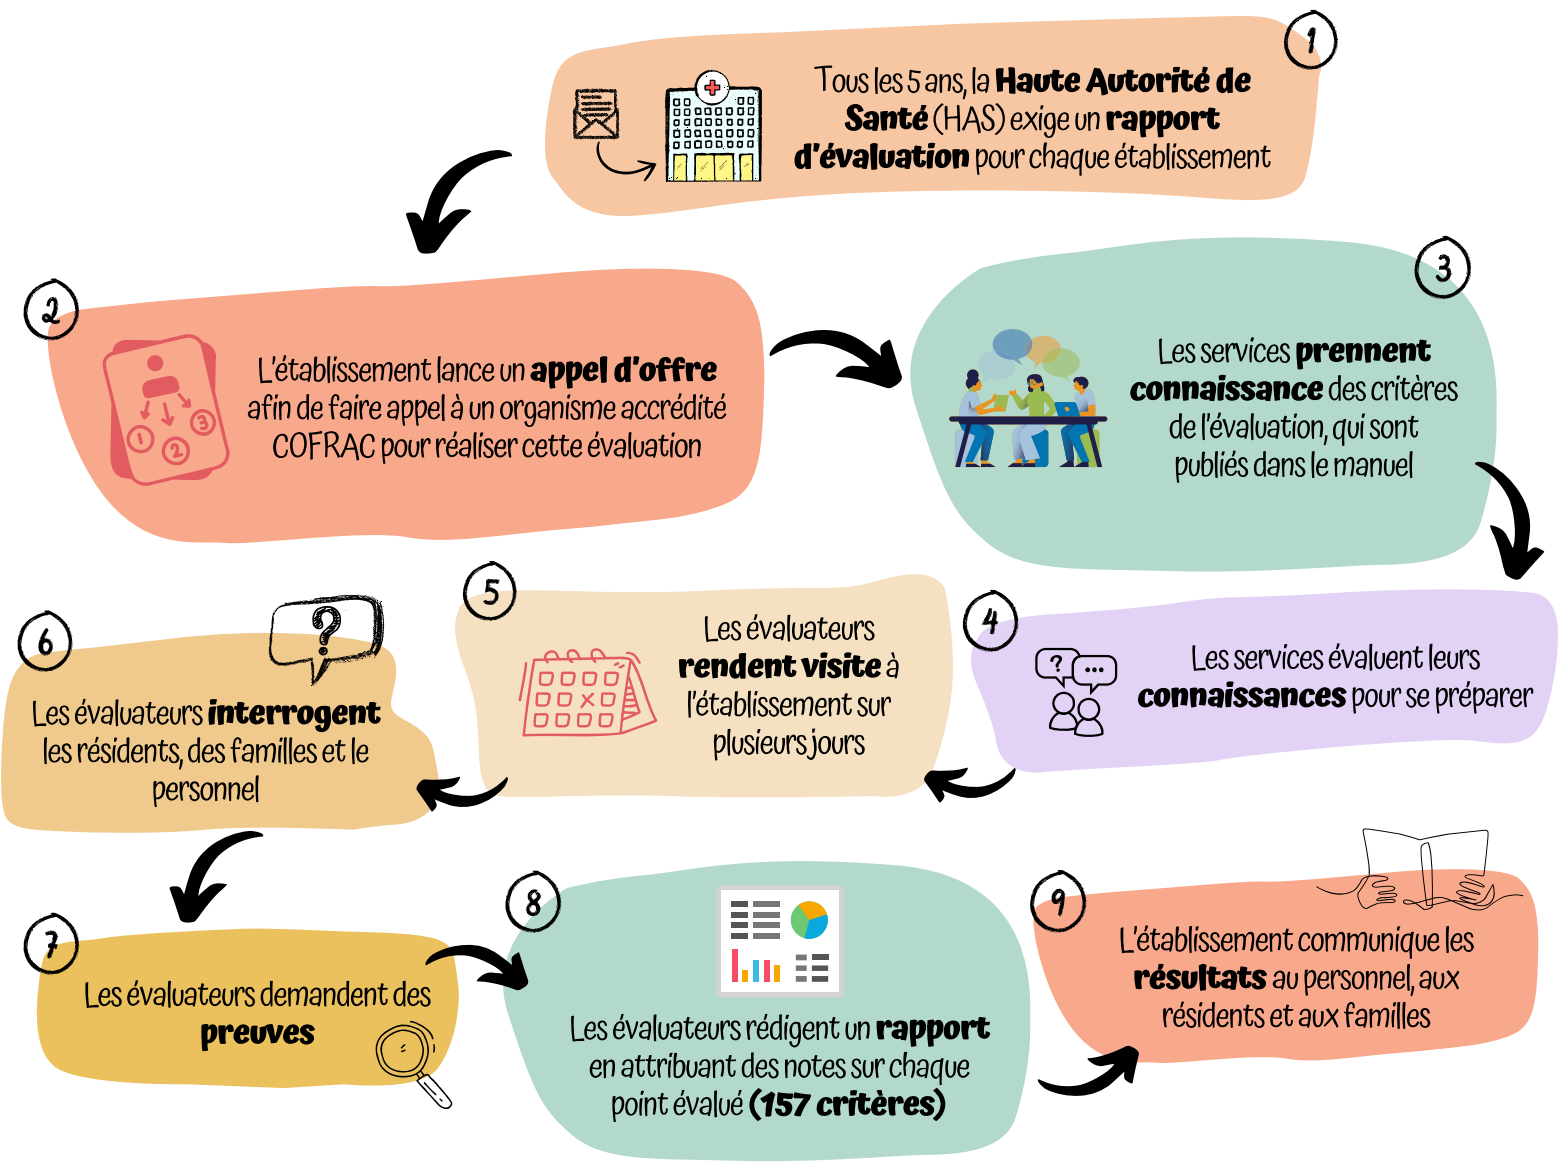 1
Tous les 5 ans, la Haute Autorité de
Santé (HAS) exige un rapport
d'évaluation pour chaque établissement
2
1
2
3
L'établissement lance un appel d'offre
afin de faire appel à un organisme accrédité
COFRAC pour réaliser cette évaluation
3
Les services prennent
connaissance des critères
de l'évaluation, qui sont
publiés dans le manuel
4
?
...
Les services évaluent leurs
connaissances pour se préparer
5
Les évaluateurs
rendent visite à
l'établissement sur
plusieurs jours
6
?
Les évaluateurs interrogent
les résidents, des familles et le
personnel
7
Les évaluateurs demandent des
preuves
8
Les évaluateurs rédigent un rapport
en attribuant des notes sur chaque
point évalué (157 critères)
9
L'établissement communique les
résultats au personnel, aux
résidents et aux familles